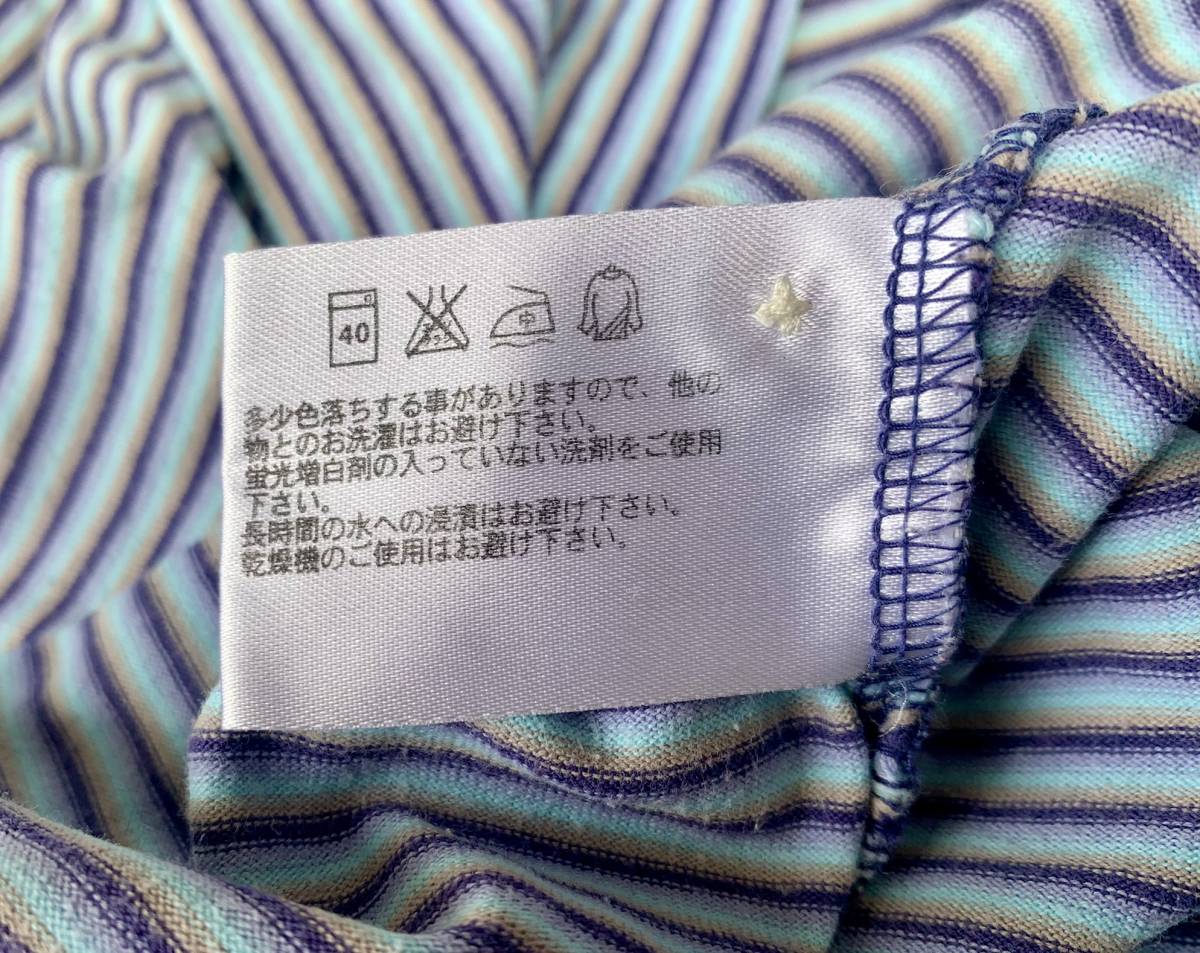 40
中
多少色落ちする事がありますので、他の
物とのお洗濯はお避け下さい。
蛍光増白剤の入っていない洗剤をご使用
下さい。
長時間の水への浸漬はお避け下さい。
乾燥機のご使用はお避け下さい。